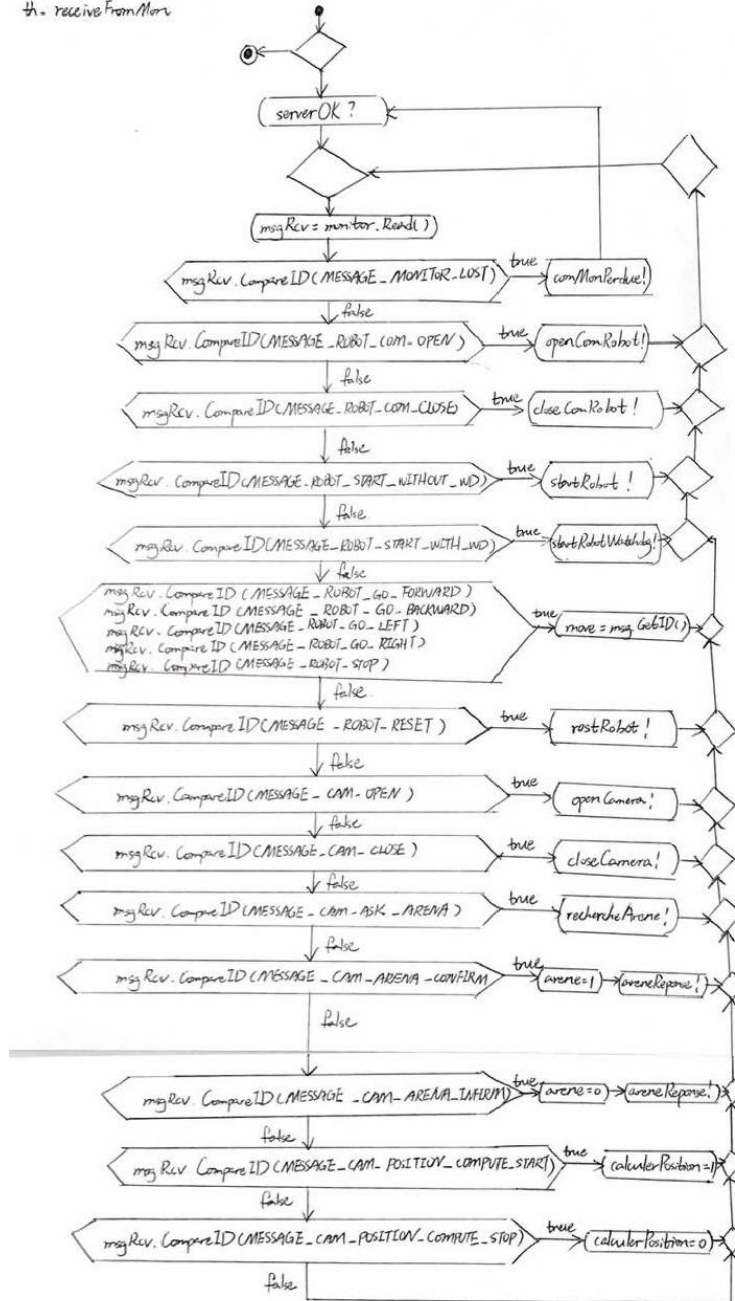 th. receiveFromMon
serverOK ?
msgRcv = monitor.Read()
msgRcv.CompareID(MESSAGE_MONITOR_LOST) true comMonPerdue!
false
msgRcv.CompareID(MESSAGE_ROBOT_COM_OPEN) true openComRobot!
false
msgRcv.CompareID(MESSAGE_ROBOT_COM_CLOSE) true closeComRobot!
false
msgRcv.CompareID(MESSAGE_ROBOT_START_WITHOUT_WD) true startRobot !
false
msgRcv.CompareID(MESSAGE_ROBOT_START_WITH_WD) true startRobotWatchdog!
false
msgRcv.CompareID (MESSAGE_ROBOT_GO_FORWARD)
msgRcv.CompareID (MESSAGE_ROBOT_GO_BACKWARD)
msgRcv.CompareID (MESSAGE_ROBOT_GO_LEFT)
msgRcv.CompareID (MESSAGE_ROBOT_GO_RIGHT)
msgRcv.CompareID (MESSAGE_ROBOT_STOP)
true move = msg.GetID()
false
msgRcv.CompareID(MESSAGE_ROBOT_RESET) true restRobot !
false
msgRcv.CompareID(MESSAGE_CAM_OPEN) true openCamera!
false
msgRcv.CompareID(MESSAGE_CAM_CLOSE) true closeCamera!
false
msgRcv.CompareID(MESSAGE_CAM_ASK_ARENA) true rechercheArene!
false
msgRcv.CompareID(MESSAGE_CAM_ARENA_CONFIRM true arene=1 areneReponse!
false
msgRcv.CompareID(MESSAGE_CAM_ARENA_INFIRM) true arene=0 areneReponse!
false
msgRcv CompareID(MESSAGE_CAM_POSITION_COMPUTE_START) true calculerPosition=1
false
msgRcv.CompareID(MESSAGE_CAM_POSITION_COMPUTE_STOP) true calculerPosition=0
false